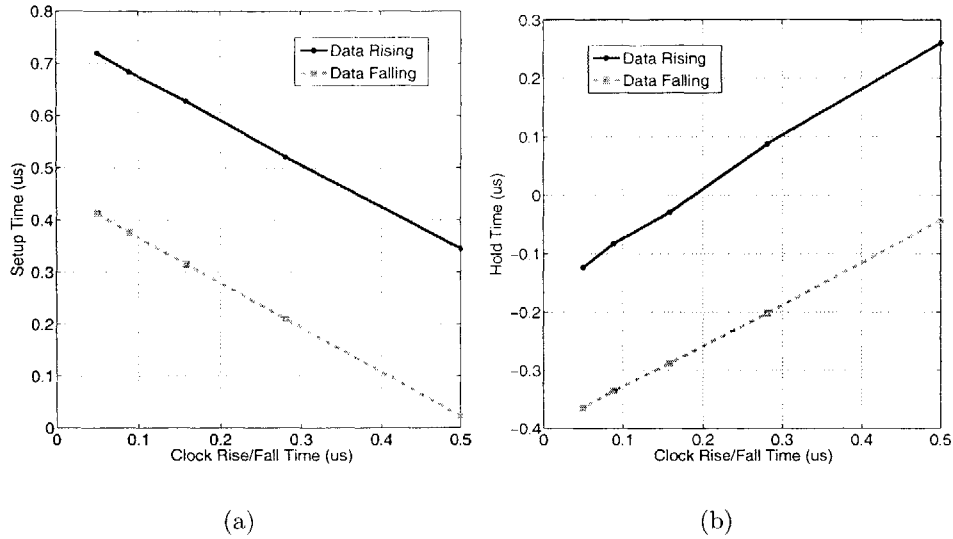 0.8
0.7
0.6
0.5
0.4
0.3
0.2
0.1
0
Setup Time (us)
Data Rising
Data Falling
0
0.1
0.2
0.3
0.4
0.5
Clock Rise/Fall Time (us)
(a)
0.3
0.2
0.1
0
−0.1
−0.2
−0.3
−0.4
Hold Time (us)
Data Rising
Data Falling
0
0.1
0.2
0.3
0.4
0.5
Clock Rise/Fall Time (us)
(b)